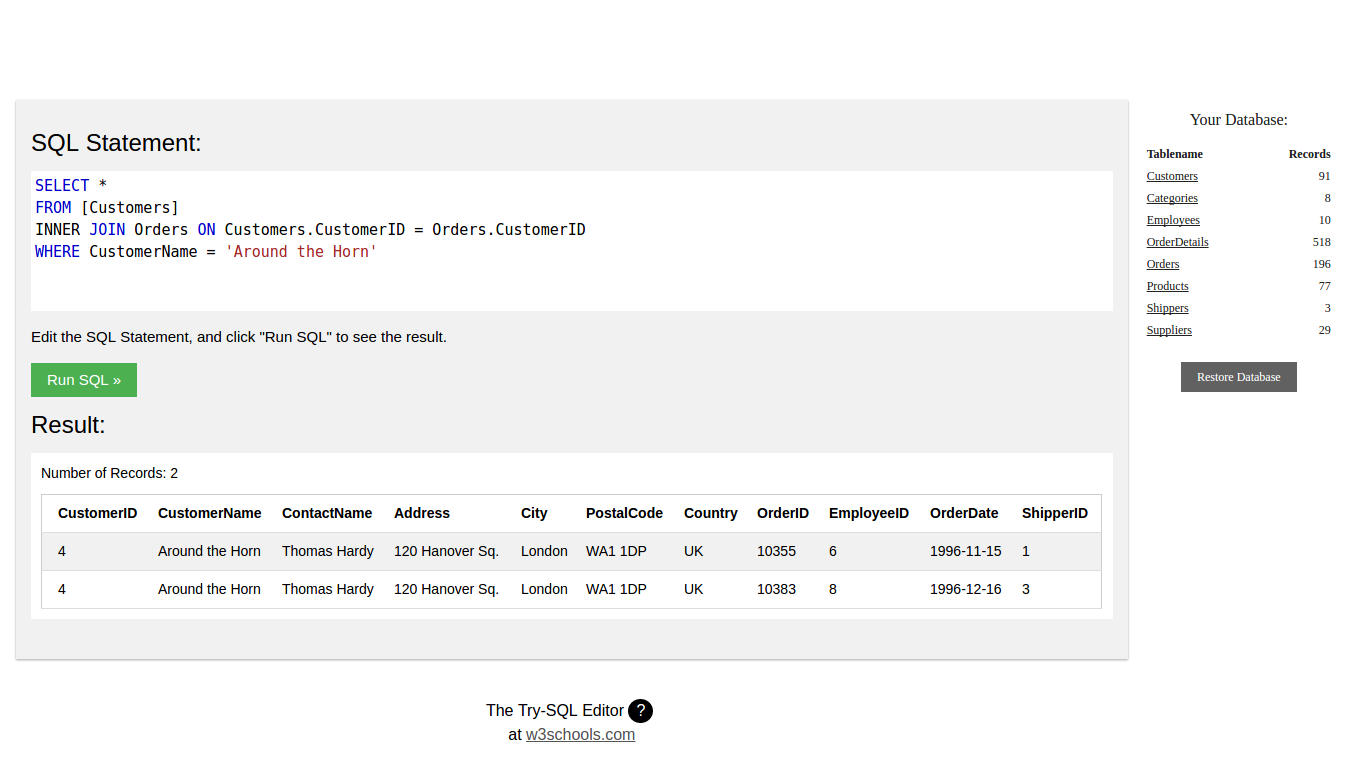 SQL Statement:
SELECT *
FROM [Customers]
INNER JOIN Orders ON Customers.CustomerID = Orders.CustomerID
WHERE CustomerName = 'Around the Horn'
Edit the SQL Statement, and click "Run SQL" to see the result.
Run SQL »
Result:
Number of Records: 2
CustomerID CustomerName ContactName Address City PostalCode Country OrderID EmployeeID OrderDate ShipperID
4 Around the Horn Thomas Hardy 120 Hanover Sq. London WA1 1DP UK 10355 6 1996-11-15 1
4 Around the Horn Thomas Hardy 120 Hanover Sq. London WA1 1DP UK 10383 8 1996-12-16 3
Your Database:
Tablename Records
Customers 91
Categories 8
Employees 10
OrderDetails 518
Orders 196
Products 77
Shippers 3
Suppliers 29
Restore Database
The Try-SQL Editor ?
at w3schools.com